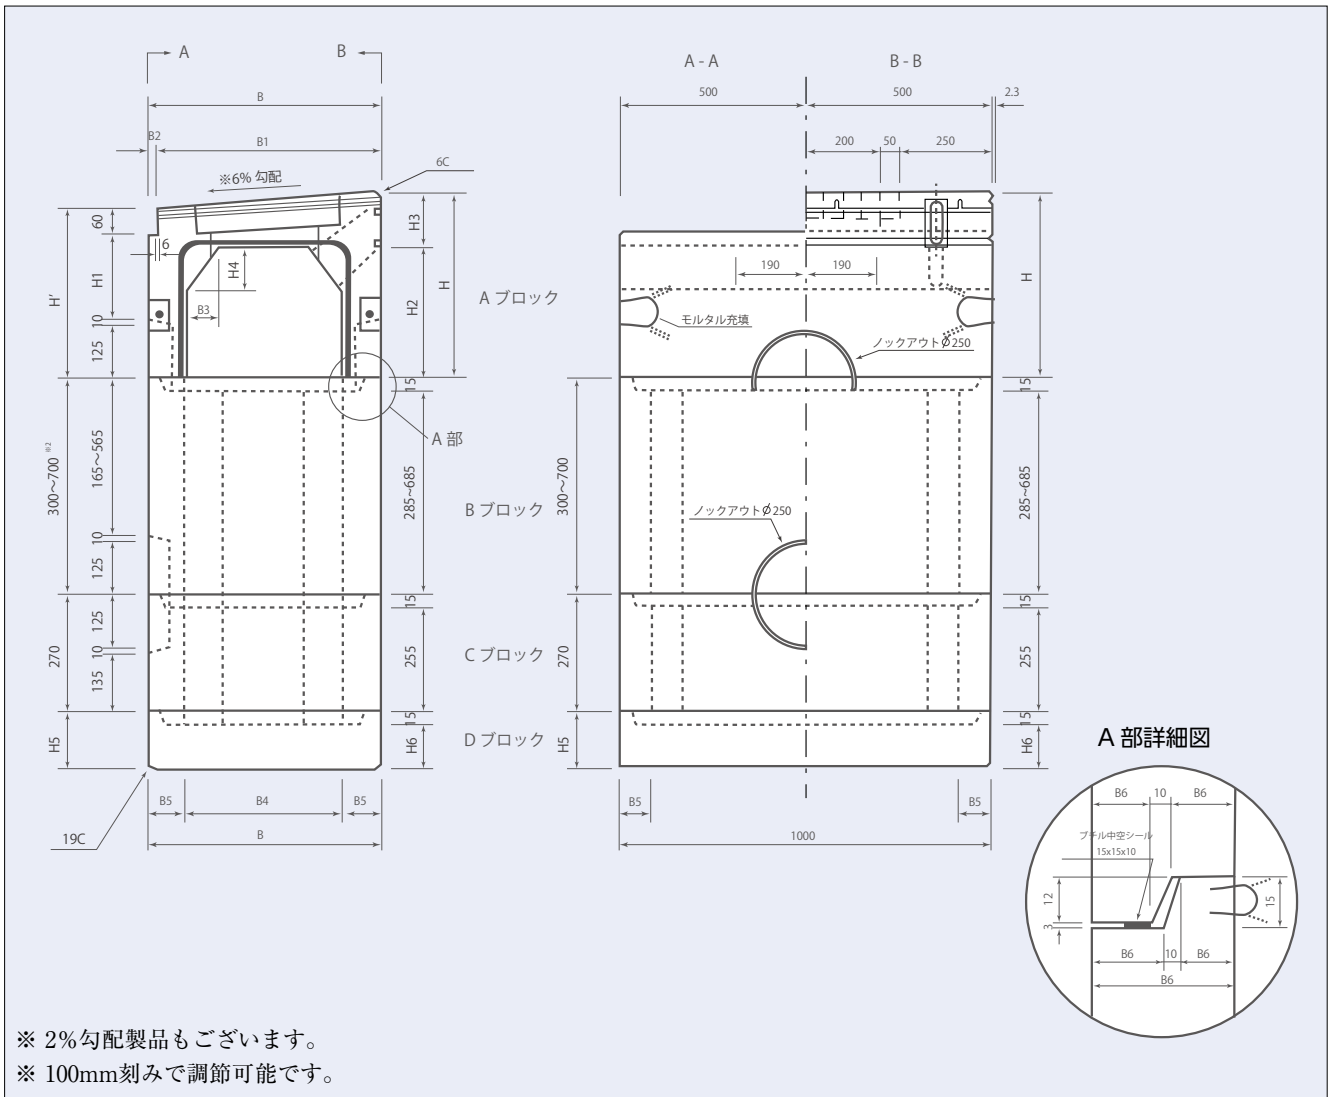 A
B
A - A
B - B
B
500
500
2.3
B2
B1
200
50
250
6C
※6% 勾配
60
6
H1
H'
10
125
H4
B3
H3
H2
H
A ブロック
190
190
H
モルタル充填
ノックアウトφ250
15
15
A 部
300〜700 ※2
165〜565
10
125
285~685
B ブロック
300〜700
ノックアウトφ250
285~685
15
15
125
270
10
135
255
C ブロック
270
255
15
15
H5
H6
D ブロック
H5
H6
B5
B4
B5
B5
B5
19C
B
1000
A 部詳細図
B6
10
B6
ブチル中空シール
15x15x10
12
3
15
B6
10
B6
B6
※ 2%勾配製品もございます。
※ 100mm刻みで調節可能です。